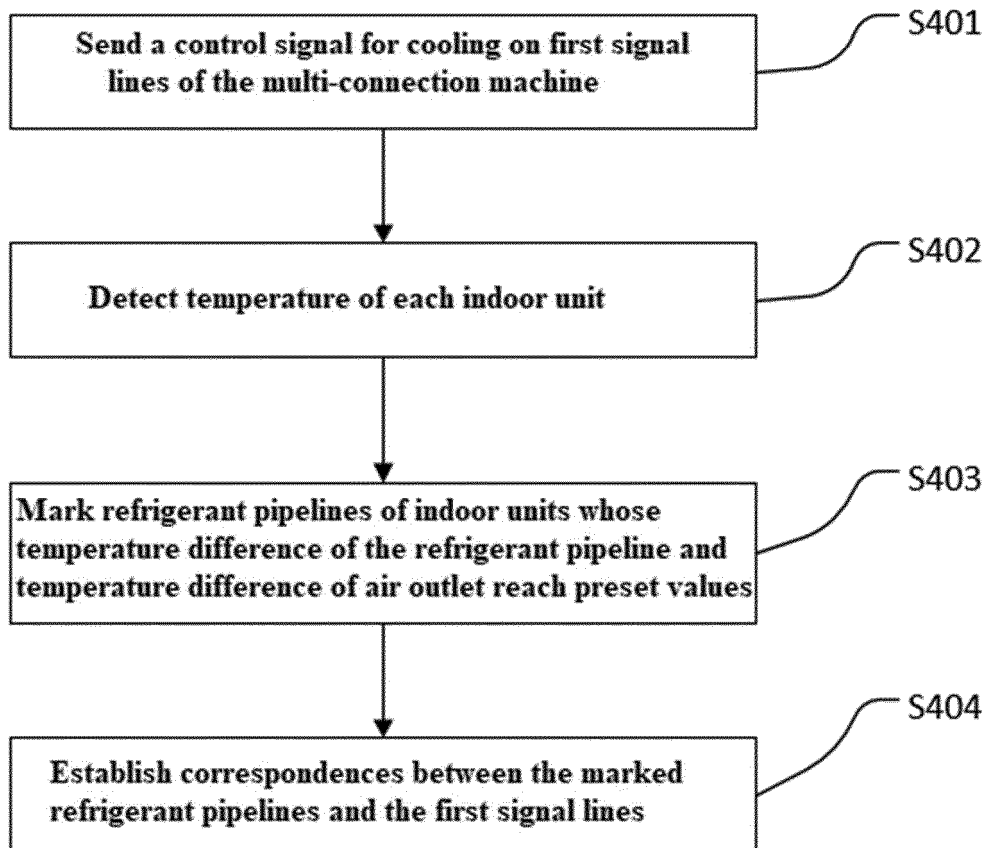 Send a control signal for cooling on first signal
lines of the multi-connection machine
S401
Detect temperature of each indoor unit
S402
Mark refrigerant pipelines of indoor units whose
temperature difference of the refrigerant pipeline and
temperature difference of air outlet reach preset values
S403
Establish correspondences between the marked
refrigerant pipelines and the first signal lines
S404